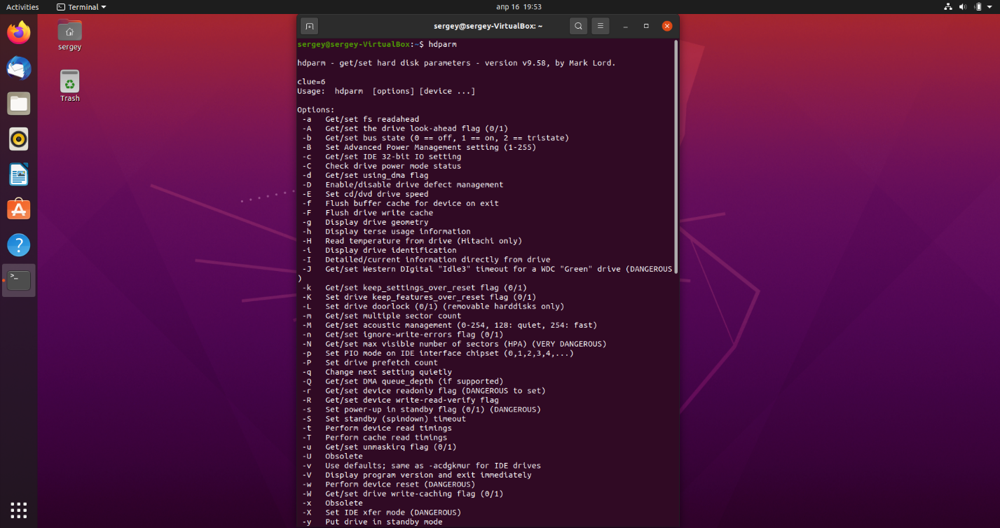 Activities
Terminal
апр 16 19:53
sergey
Trash
sergey@sergey-VirtualBox: ~
sergey@sergey-VirtualBox:~$ hdparm
hdparm - get/set hard disk parameters - version v9.58, by Mark Lord.
clue=6
Usage:  hdparm  [options] [device ...]
Options:
 -a   Get/set fs readahead
 -A   Get/set the drive look-ahead flag (0/1)
 -b   Get/set bus state (0 == off, 1 == on, 2 == tristate)
 -B   Set Advanced Power Management setting (1-255)
 -c   Get/set IDE 32-bit IO setting
 -C   Check drive power mode status
 -d   Get/set using_dma flag
 -D   Enable/disable drive defect management
 -E   Set cd/dvd drive speed
 -f   Flush buffer cache for device on exit
 -F   Flush drive write cache
 -g   Display drive geometry
 -h   Display terse usage information
 -H   Read temperature from drive (Hitachi only)
 -i   Display drive identification
 -I   Detailed/current information directly from drive
 -J   Get/set Western DIgital "Idle3" timeout for a WDC "Green" drive (DANGEROUS
)
 -k   Get/set keep_settings_over_reset flag (0/1)
 -K   Set drive keep_features_over_reset flag (0/1)
 -L   Set drive doorlock (0/1) (removable harddisks only)
 -m   Get/set multiple sector count
 -M   Get/set acoustic management (0-254, 128: quiet, 254: fast)
 -n   Get/set ignore-write-errors flag (0/1)
 -N   Get/set max visible number of sectors (HPA) (VERY DANGEROUS)
 -p   Set PIO mode on IDE interface chipset (0,1,2,3,4,...)
 -P   Set drive prefetch count
 -q   Change next setting quietly
 -Q   Get/set DMA queue_depth (if supported)
 -r   Get/set device readonly flag (DANGEROUS to set)
 -R   Get/set device write-read-verify flag
 -s   Set power-up in standby flag (0/1) (DANGEROUS)
 -S   Set standby (spindown) timeout
 -t   Perform device read timings
 -T   Perform cache read timings
 -u   Get/set unmaskirq flag (0/1)
 -U   Obsolete
 -v   Use defaults; same as -acdgkmur for IDE drives
 -V   Display program version and exit immediately
 -w   Perform device reset (DANGEROUS)
 -W   Get/set drive write-caching flag (0/1)
 -x   Obsolete
 -X   Set IDE xfer mode (DANGEROUS)
 -y   Put drive in standby mode